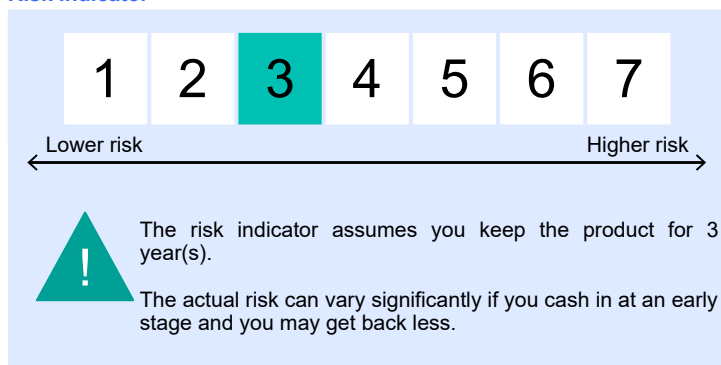 Risk Indicator
1 2 3 4 5 6 7
Lower risk Higher risk
!
The risk indicator assumes you keep the product for 3
year(s).
The actual risk can vary significantly if you cash in at an early
stage and you may get back less.